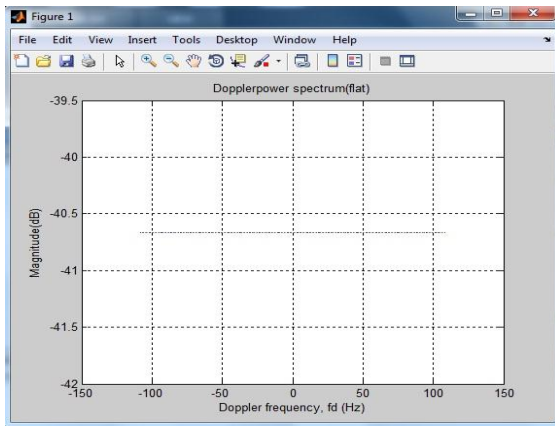 Figure 1
File Edit View Insert Tools Desktop Window Help
Dopplerpower spectrum(flat)
-39.5
-40
-40.5
-41
-41.5
-42
Magnitude(dB)
-150 -100 -50 0 50 100 150
Doppler frequency, fd (Hz)